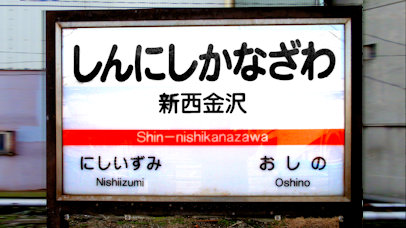 しんにしかなざわ
新西金沢
Shin-nishikanazawa
にしいずみ おしの
Nishiizumi Oshino